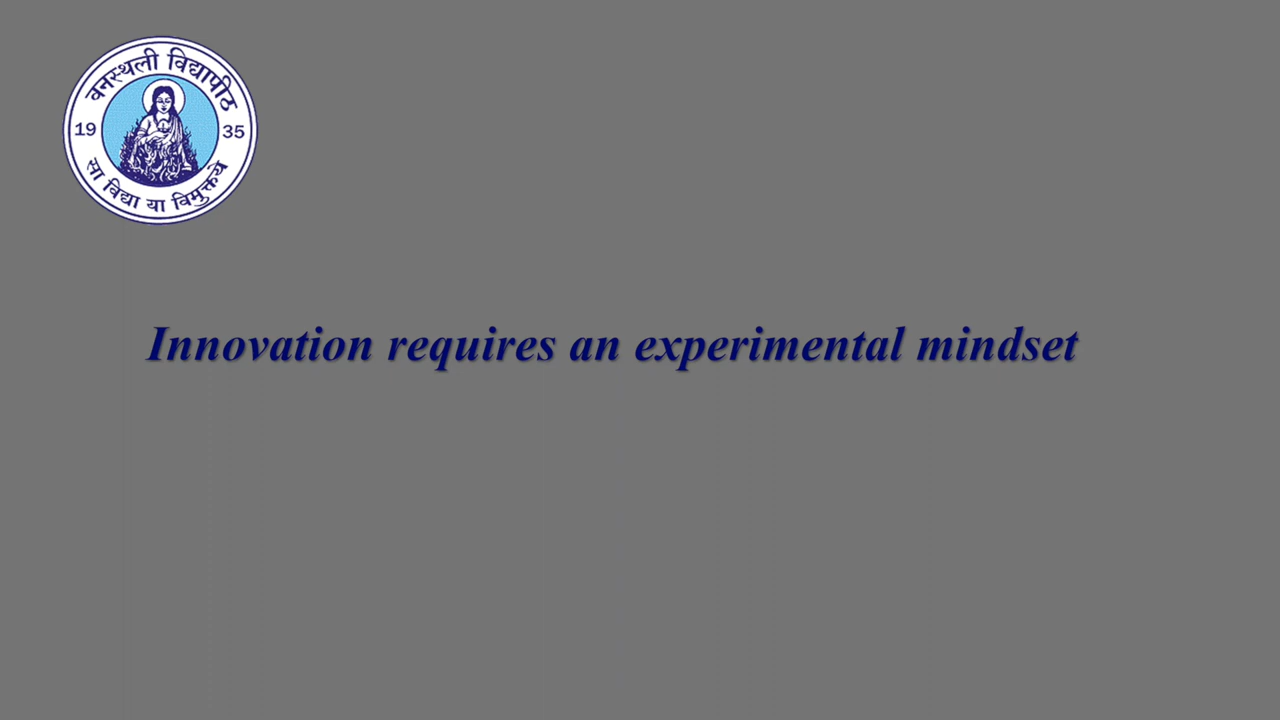 वनस्थली विद्यापीठ
19 35
सा विद्या या विमुक्तये
Innovation requires an experimental mindset